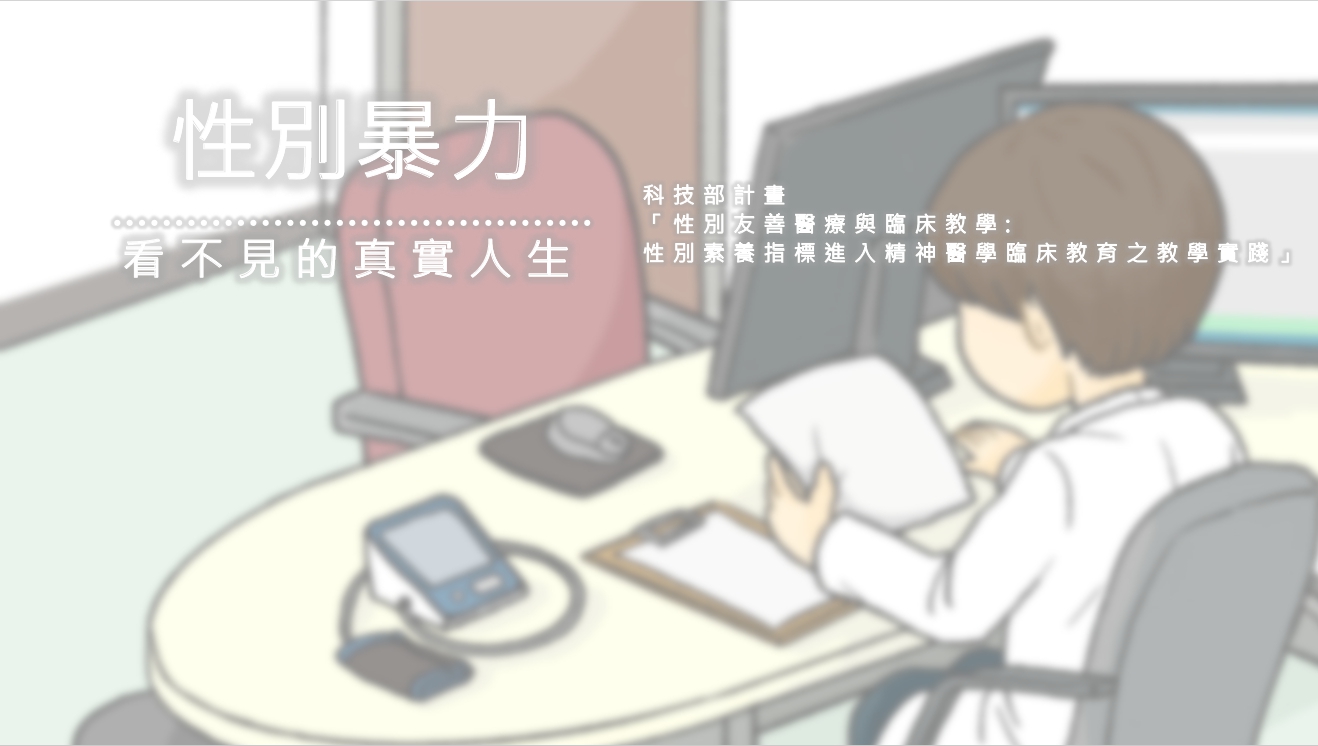 性別暴力
看不見的真實人生
科技部計畫
「性別友善醫療與臨床教學:
性別素養指標進入精神醫學臨床教育之教學實踐」